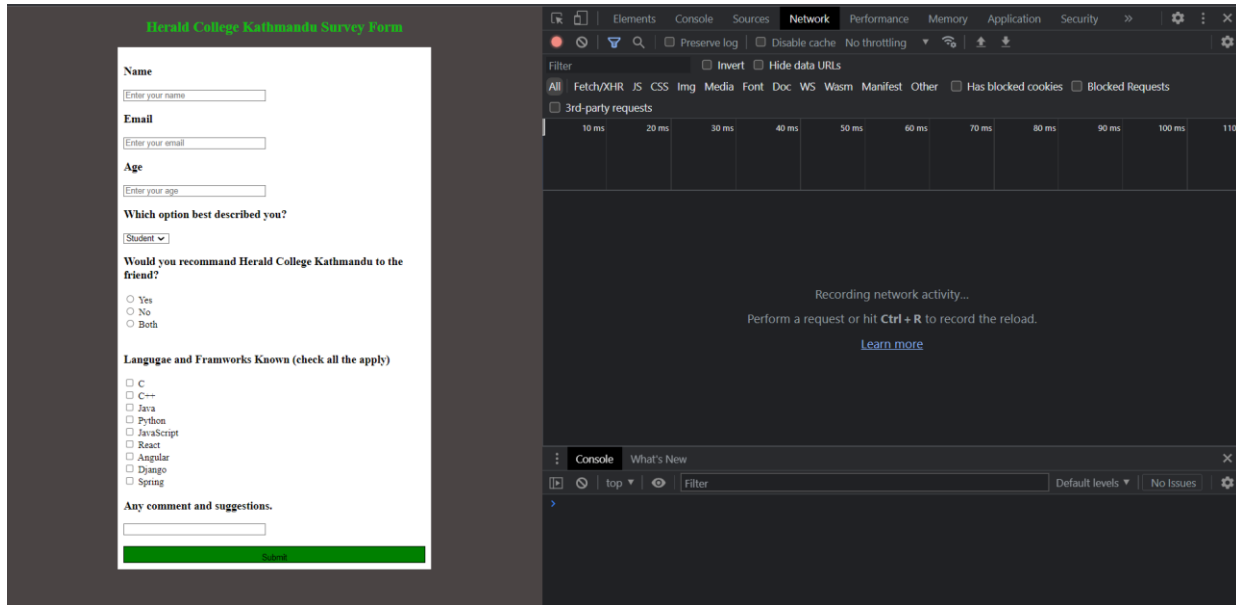 Herald College Kathmandu Survey Form
Name
Enter your name
Email
Enter your email
Age
Enter your age
Which option best described you?
Student
Would you recommand Herald College Kathmandu to the
friend?
Yes
No
Both
Langugae and Framworks Known (check all the apply)
C
C++
Java
Python
JavaScript
React
Angular
Django
Spring
Any comment and suggestions.
Submit
Elements Console Sources Network Performance Memory Application Security »
Preserve log Disable cache No throttling
Filter Invert Hide data URLs
All Fetch/XHR JS CSS Img Media Font Doc WS Wasm Manifest Other Has blocked cookies Blocked Requests
3rd-party requests
10 ms 20 ms 30 ms 40 ms 50 ms 60 ms 70 ms 80 ms 90 ms 100 ms 110
Recording network activity...
Perform a request or hit Ctrl + R to record the reload.
Learn more
Console What's New
top Filter Default levels No Issues